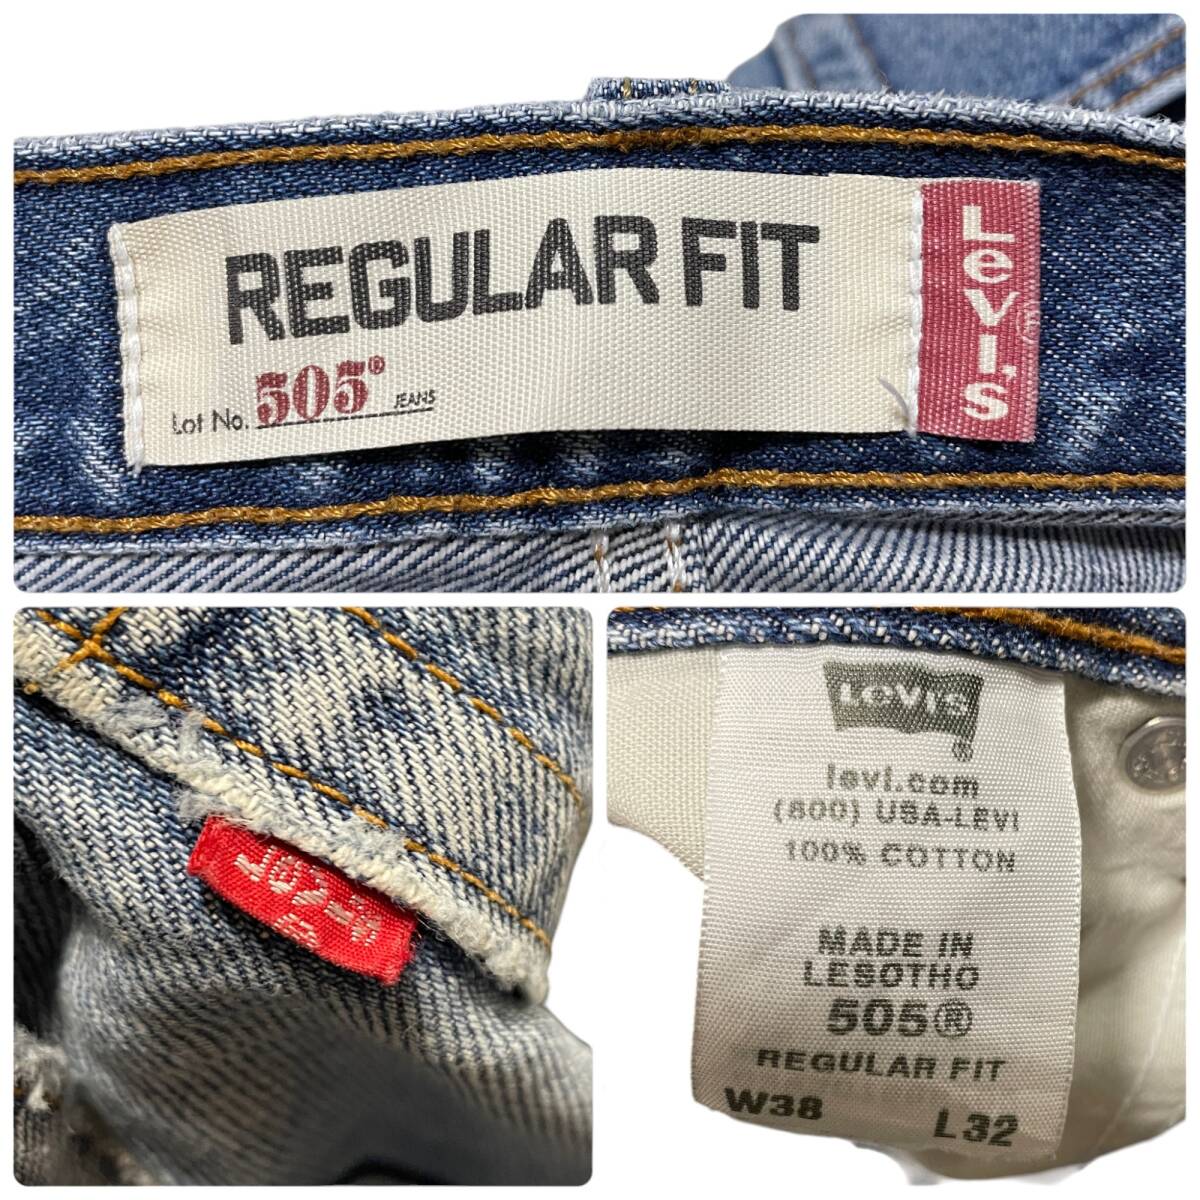 REGULAR FIT
Lot No. 505® JEANS
Levi's®
Levi's
®
Levi's
®
levi.com
(800) USA-LEVI
100% COTTON
MADE IN
LESOTHO
505®
REGULAR FIT
W38 L32